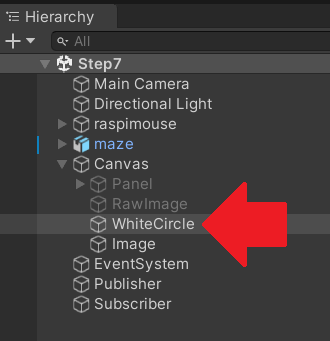 Hierarchy
All
Step7
Main Camera
Directional Light
raspimouse
maze
Canvas
Panel
RawImage
WhiteCircle
Image
EventSystem
Publisher
Subscriber